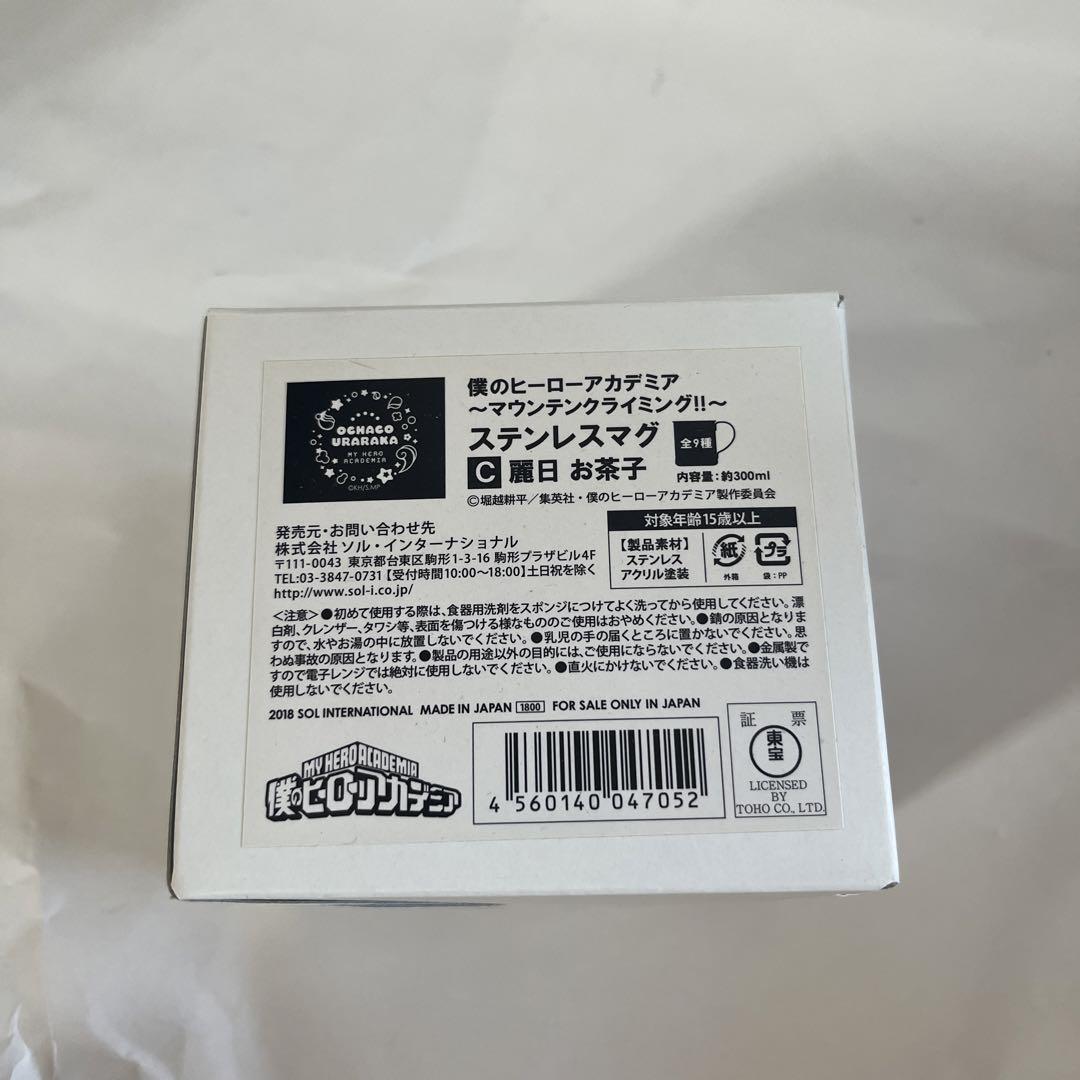 OCHACO
URARAKA
MY HERO
ACADEMIA
©KH/S.MP
僕のヒーローアカデミア
～マウンテンクライミング!!～
ステンレスマグ
全9種
C 麗日 お茶子
内容量：約300ml
©堀越耕平／集英社・僕のヒーローアカデミア製作委員会
発売元・お問い合わせ先
株式会社 ソル・インターナショナル
〒111-0043 東京都台東区駒形1-3-16 駒形プラザビル4F
TEL:03-3847-0731【受付時間10:00～18:00】土日祝を除く
http://www.sol-i.co.jp/
対象年齢15歳以上
【製品素材】
ステンレス
アクリル塗装
紙
外箱
プラ
袋：PP
＜注意＞●初めて使用する際は、食器用洗剤をスポンジにつけてよく洗ってから使用してください。漂
白剤、クレンザー、タワシ等、表面を傷つける様なもののご使用はおやめください。●錆の原因となりま
すので、水やお湯の中に放置しないでください。●乳児の手の届くところに置かないでください。思
わぬ事故の原因となります。●製品の用途以外の目的には、ご使用にならないでください。●金属製で
すので電子レンジでは絶対に使用しないでください。●直火にかけないでください。●食器洗い機は
使用しないでください。
2018 SOL INTERNATIONAL MADE IN JAPAN 1800 FOR SALE ONLY IN JAPAN
MY HERO ACADEMIA
僕のヒーローアカデミア
4 560140 047052
証 票
東宝
LICENSED
BY
TOHO CO., LTD.